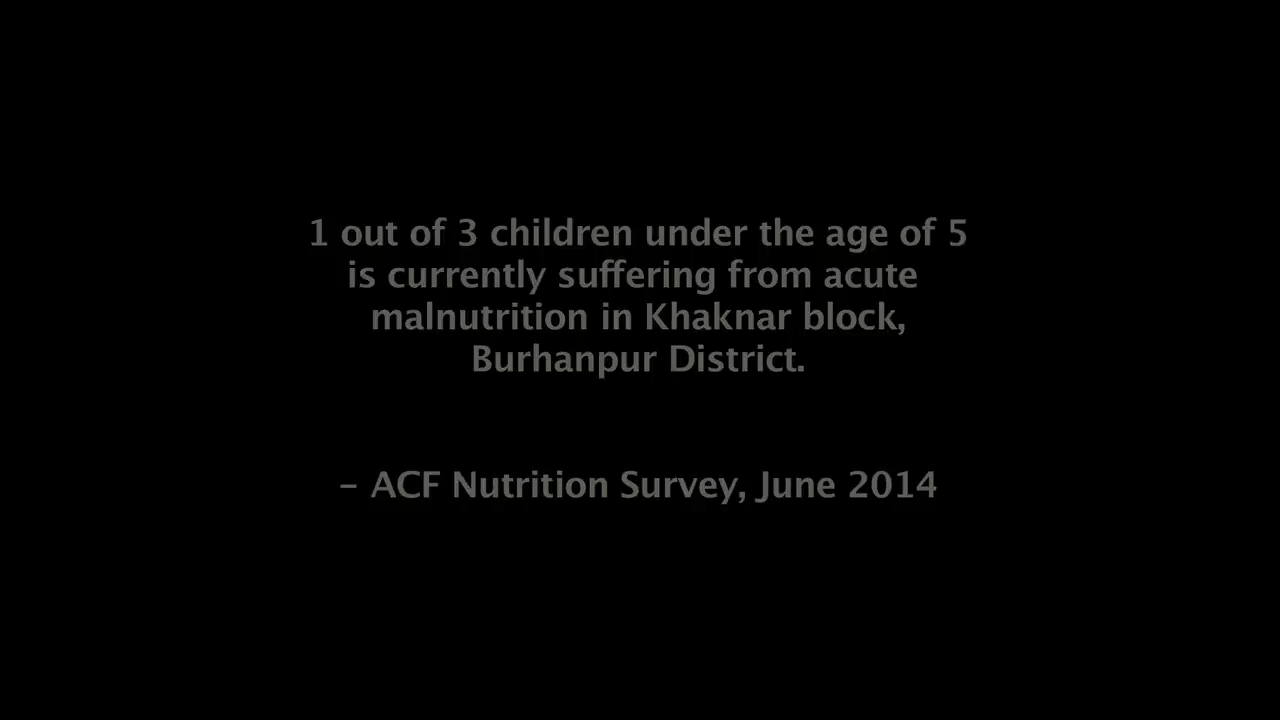 1 out of 3 children under the age of 5
is currently suffering from acute
malnutrition in Khaknar block,
Burhanpur District.
– ACF Nutrition Survey, June 2014